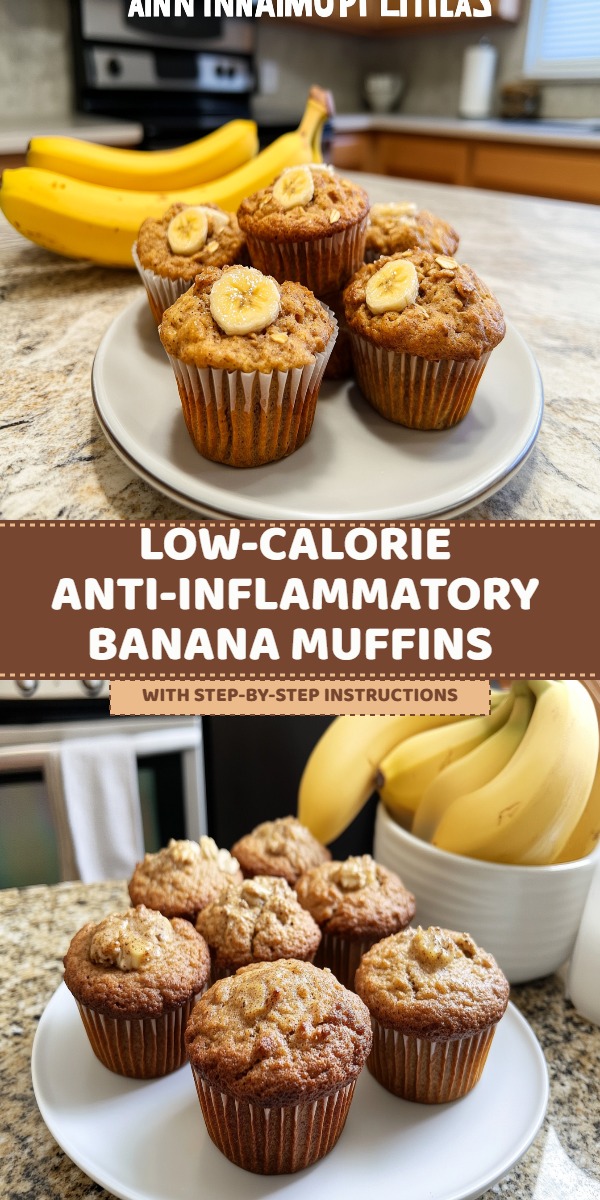 LOW-CALORIE
ANTI-INFLAMMATORY
BANANA MUFFINS
WITH STEP-BY-STEP INSTRUCTIONS